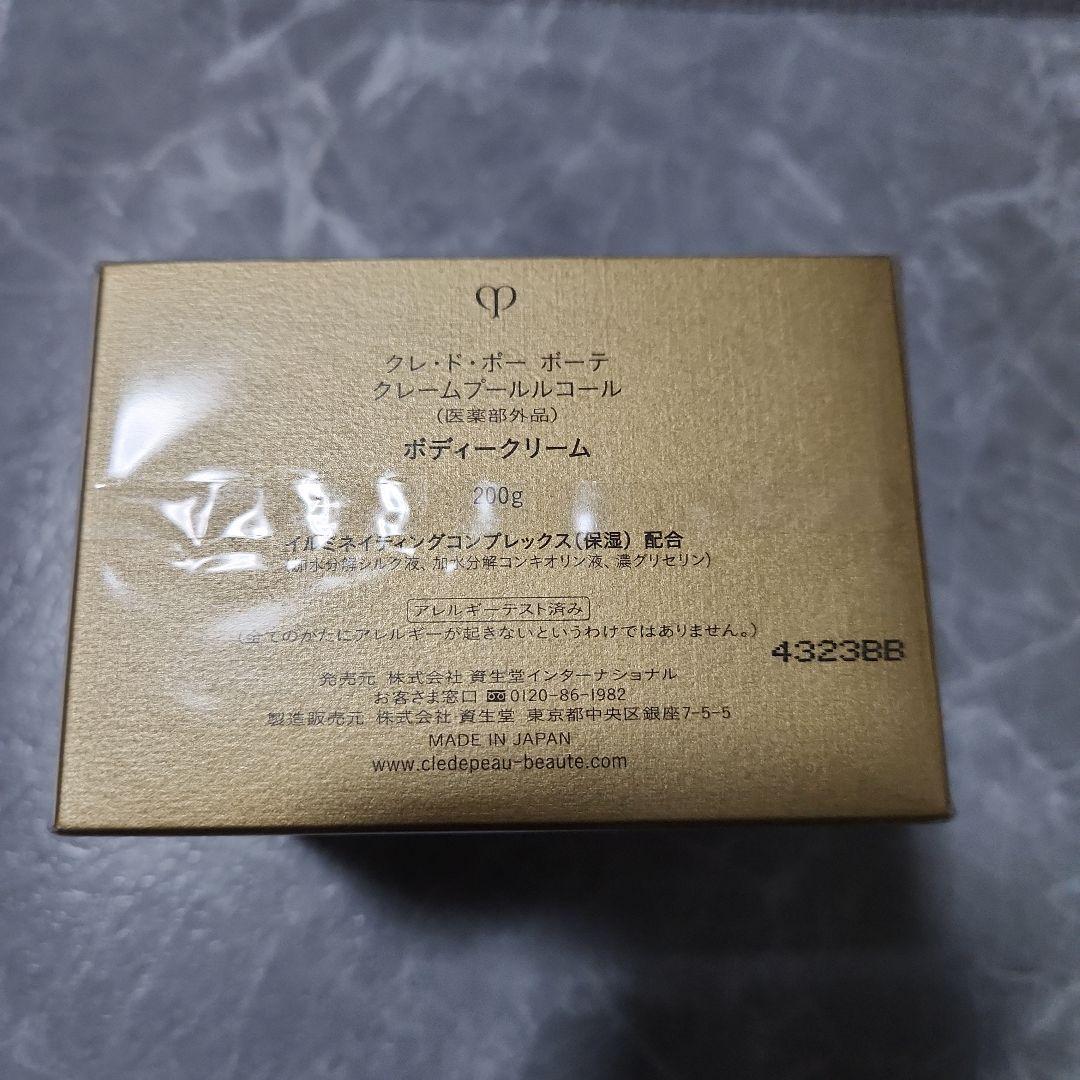 クレ・ド・ポー ボーテ
クレームプールルコール
(医薬部外品)
ボディークリーム
200g
イルミネイティングコンプレックス(保湿) 配合
(加水分解シルク液、加水分解コンキオリン液、濃グリセリン)
アレルギーテスト済み
(全てのかたにアレルギーが起きないというわけではありません。)
4323BB
発売元 株式会社 資生堂インターナショナル
お客さま窓口 0120-86-1982
製造販売元 株式会社 資生堂 東京都中央区銀座7-5-5
MADE IN JAPAN
www.cledepeau-beaute.com